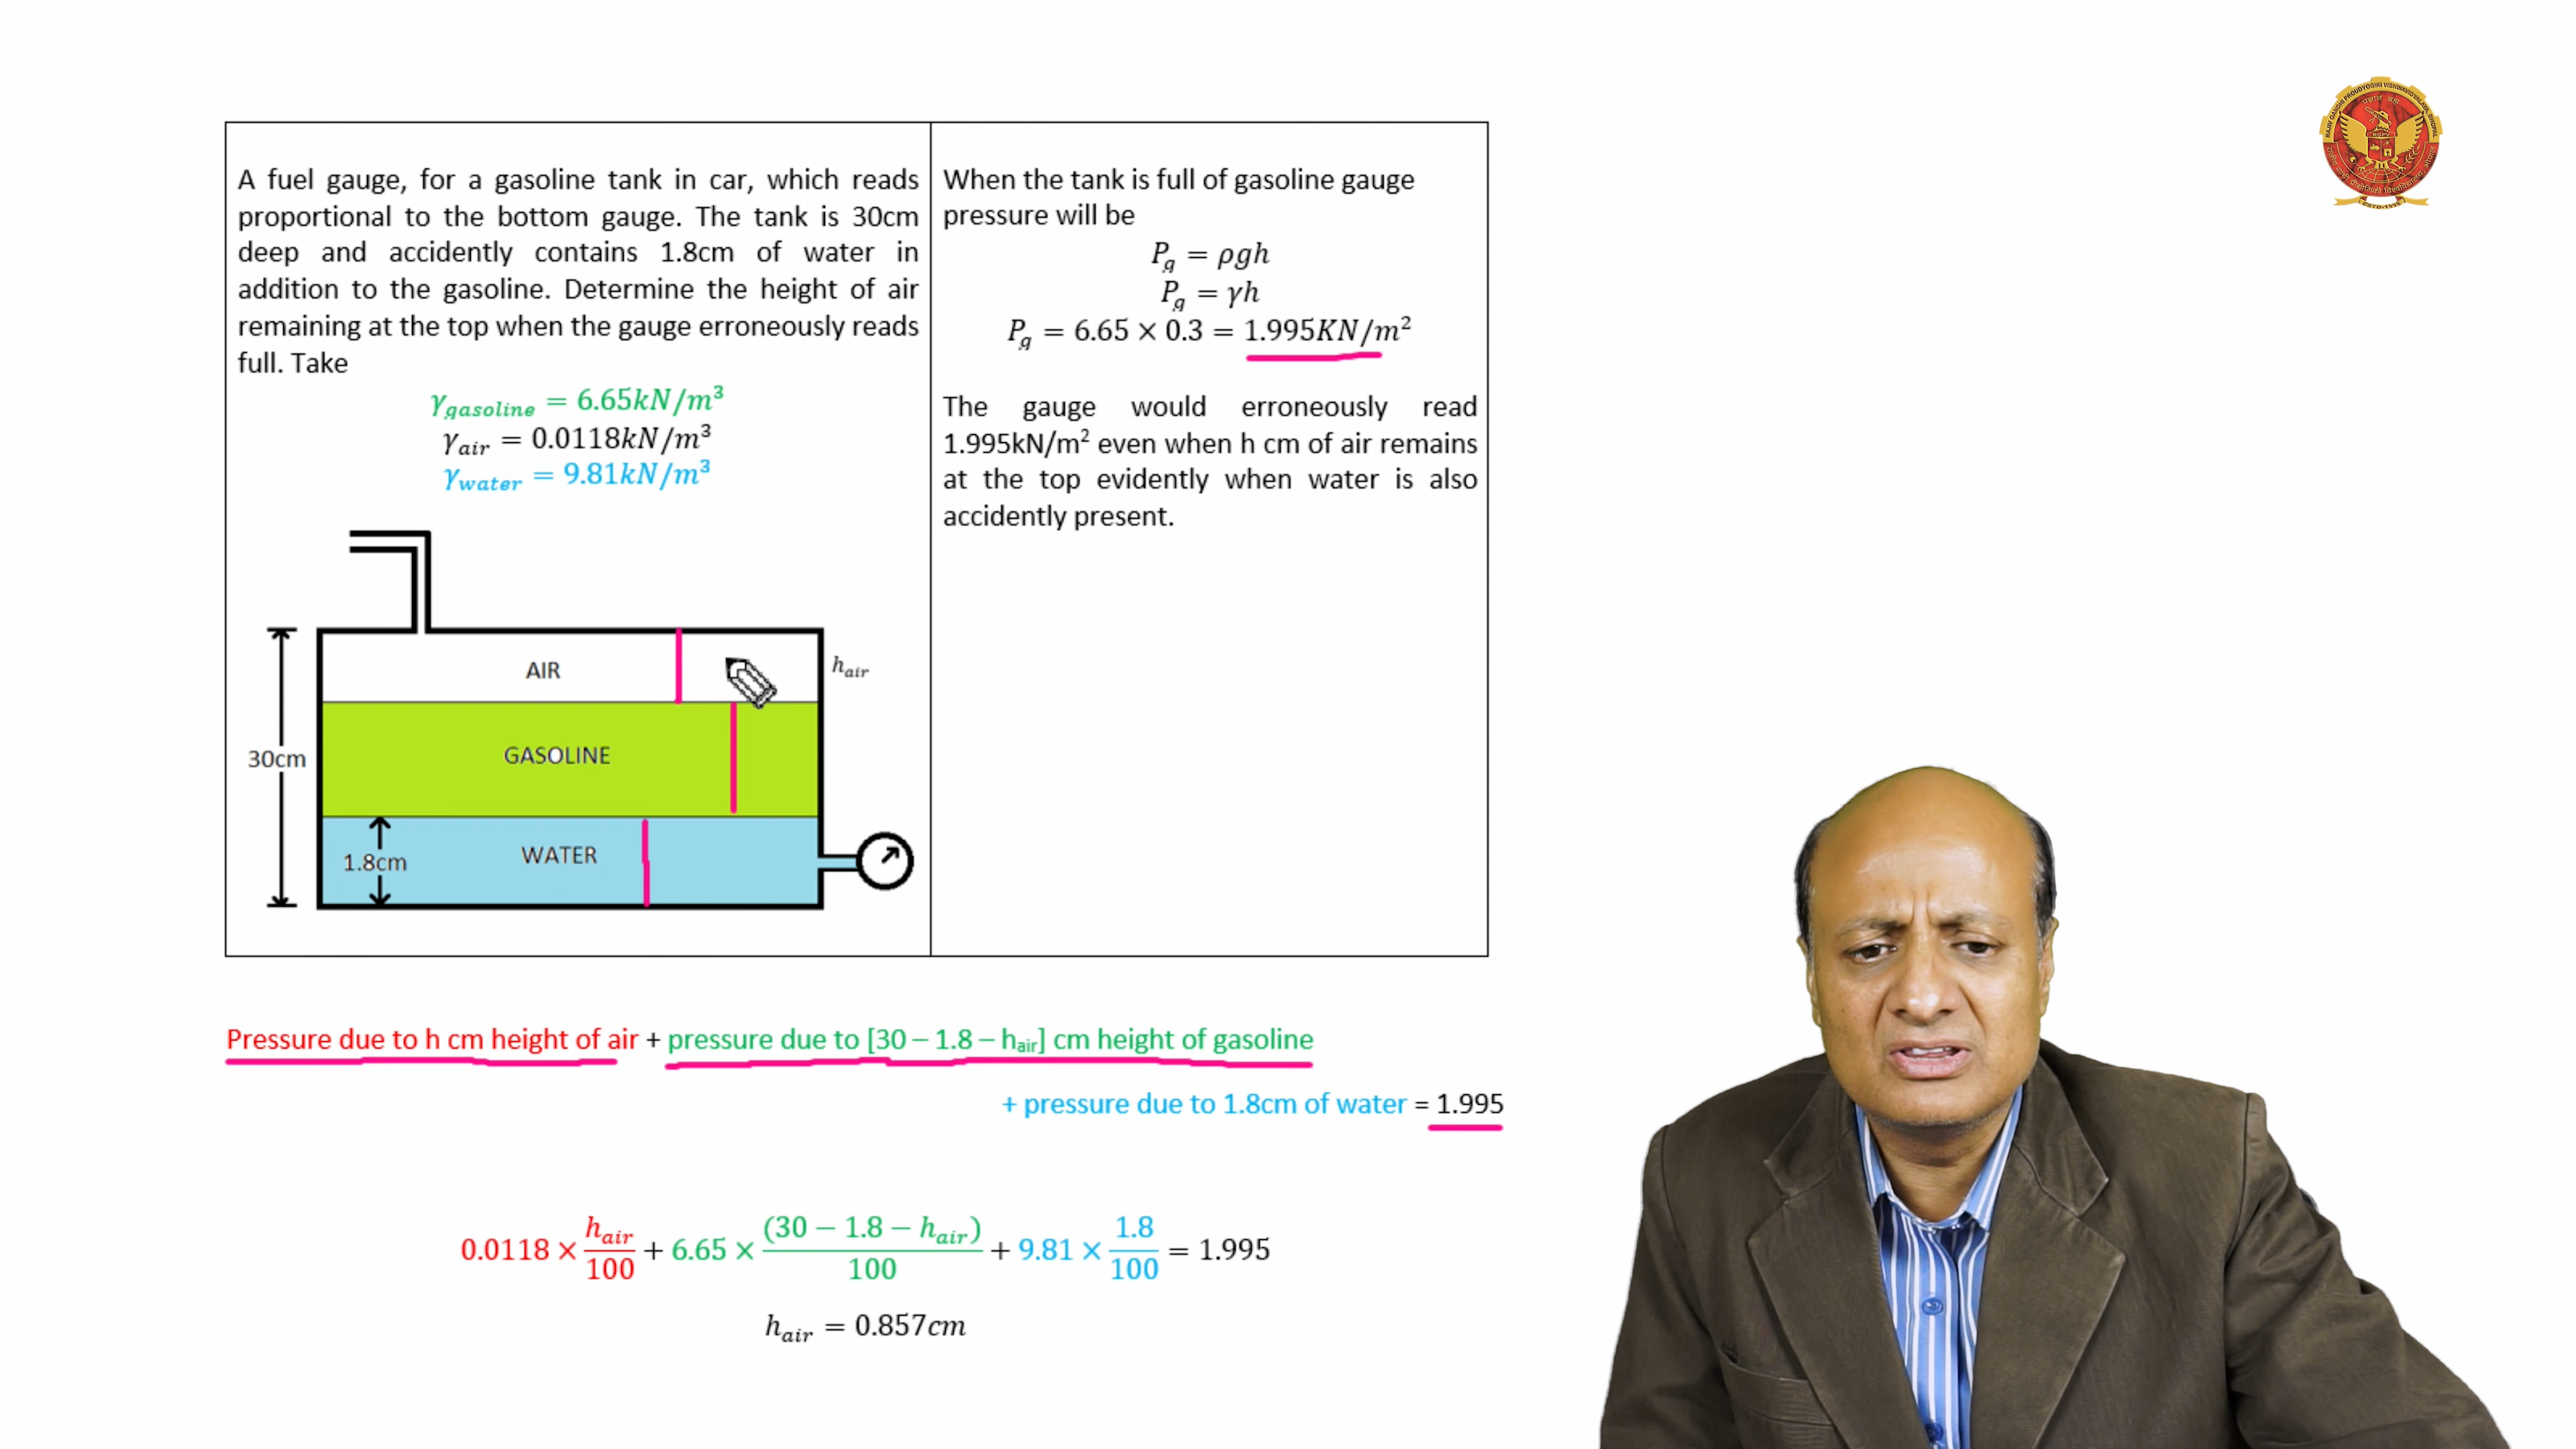 A fuel gauge, for a gasoline tank in car, which reads
proportional to the bottom gauge. The tank is 30cm
deep and accidently contains 1.8cm of water in
addition to the gasoline. Determine the height of air
remaining at the top when the gauge erroneously reads
full. Take
γgasoline = 6.65kN/m³
γair = 0.0118kN/m³
γwater = 9.81kN/m³
AIR
hair
GASOLINE
30cm
WATER
1.8cm
When the tank is full of gasoline gauge
pressure will be
Pg = ρgh
Pg = γh
Pg = 6.65 × 0.3 = 1.995KN/m²
The gauge would erroneously read
1.995kN/m² even when h cm of air remains
at the top evidently when water is also
accidently present.
Pressure due to h cm height of air + pressure due to [30 – 1.8 – hair] cm height of gasoline
+ pressure due to 1.8cm of water = 1.995
0.0118 × hair/100 + 6.65 × (30 − 1.8 − hair)/100 + 9.81 × 1.8/100 = 1.995
hair = 0.857cm